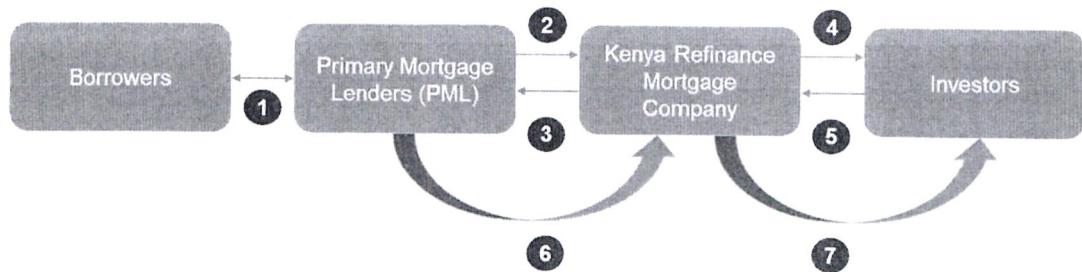 2
4
Borrowers
1
Primary Mortgage
Lenders (PML)
3
Kenya Refinance
Mortgage
Company
5
Investors
6
7